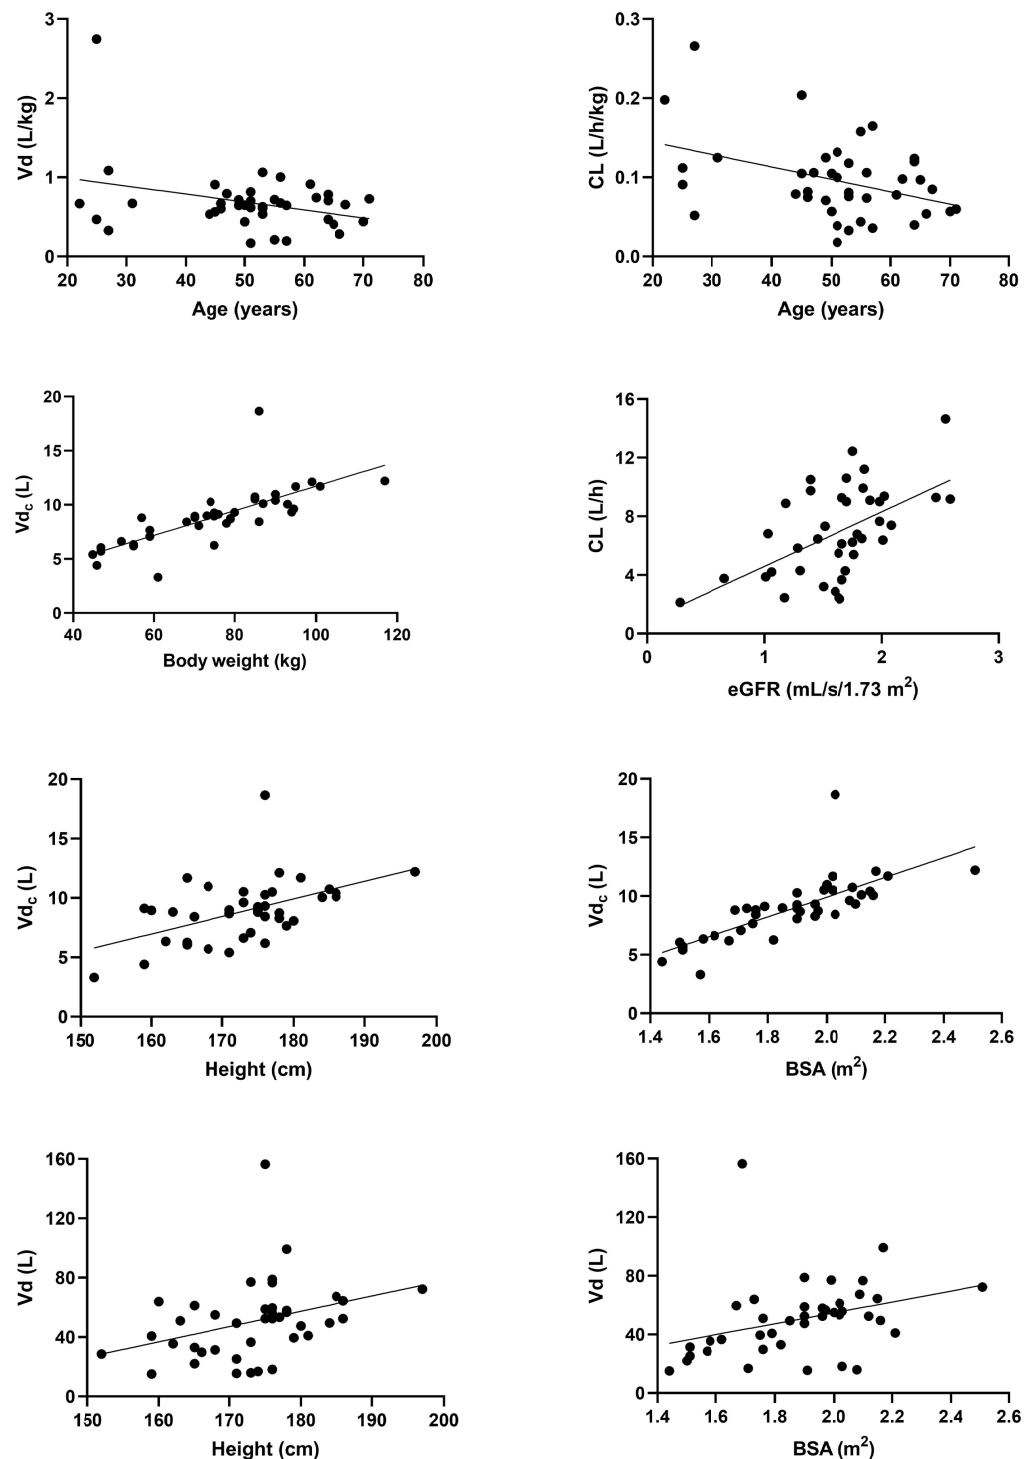 3
2
1
0
Vd (L/kg)
20 30 40 50 60 70 80
Age (years)
0.3
0.2
0.1
0.0
CL (L/h/kg)
20 30 40 50 60 70 80
Age (years)
20
15
10
5
0
Vd_c (L)
40 60 80 100 120
Body weight (kg)
16
12
8
4
0
CL (L/h)
0 1 2 3
eGFR (mL/s/1.73 m²)
20
15
10
5
0
Vd_c (L)
150 160 170 180 190 200
Height (cm)
20
15
10
5
0
Vd_c (L)
1.4 1.6 1.8 2.0 2.2 2.4 2.6
BSA (m²)
160
120
80
40
0
Vd (L)
150 160 170 180 190 200
Height (cm)
160
120
80
40
0
Vd (L)
1.4 1.6 1.8 2.0 2.2 2.4 2.6
BSA (m²)